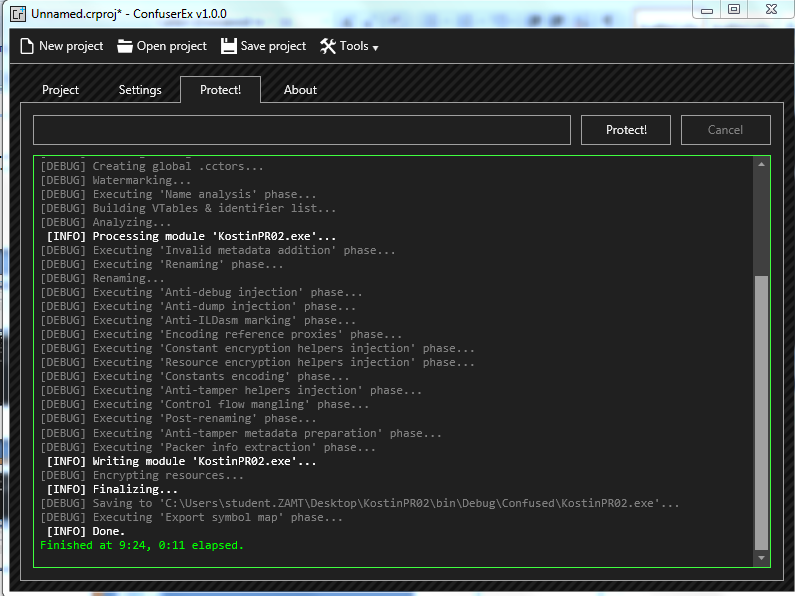 Unnamed.crproj* - ConfuserEx v1.0.0
New project Open project Save project Tools
Project Settings Protect! About
Protect! Cancel
[DEBUG] Creating global .cctors...
[DEBUG] Watermarking...
[DEBUG] Executing 'Name analysis' phase...
[DEBUG] Building VTables & identifier list...
[DEBUG] Analyzing...
[INFO] Processing module 'KostinPR02.exe'...
[DEBUG] Executing 'Invalid metadata addition' phase...
[DEBUG] Executing 'Renaming' phase...
[DEBUG] Renaming...
[DEBUG] Executing 'Anti-debug injection' phase...
[DEBUG] Executing 'Anti-dump injection' phase...
[DEBUG] Executing 'Anti-ILDasm marking' phase...
[DEBUG] Executing 'Encoding reference proxies' phase...
[DEBUG] Executing 'Constant encryption helpers injection' phase...
[DEBUG] Executing 'Resource encryption helpers injection' phase...
[DEBUG] Executing 'Constants encoding' phase...
[DEBUG] Executing 'Anti-tamper helpers injection' phase...
[DEBUG] Executing 'Control flow mangling' phase...
[DEBUG] Executing 'Post-renaming' phase...
[DEBUG] Executing 'Anti-tamper metadata preparation' phase...
[DEBUG] Executing 'Packer info extraction' phase...
[INFO] Writing module 'KostinPR02.exe'...
[DEBUG] Encrypting resources...
[INFO] Finalizing...
[DEBUG] Saving to 'C:\Users\student.ZAMT\Desktop\KostinPR02\bin\Debug\Confused\KostinPR02.exe'...
[DEBUG] Executing 'Export symbol map' phase...
[INFO] Done.
Finished at 9:24, 0:11 elapsed.